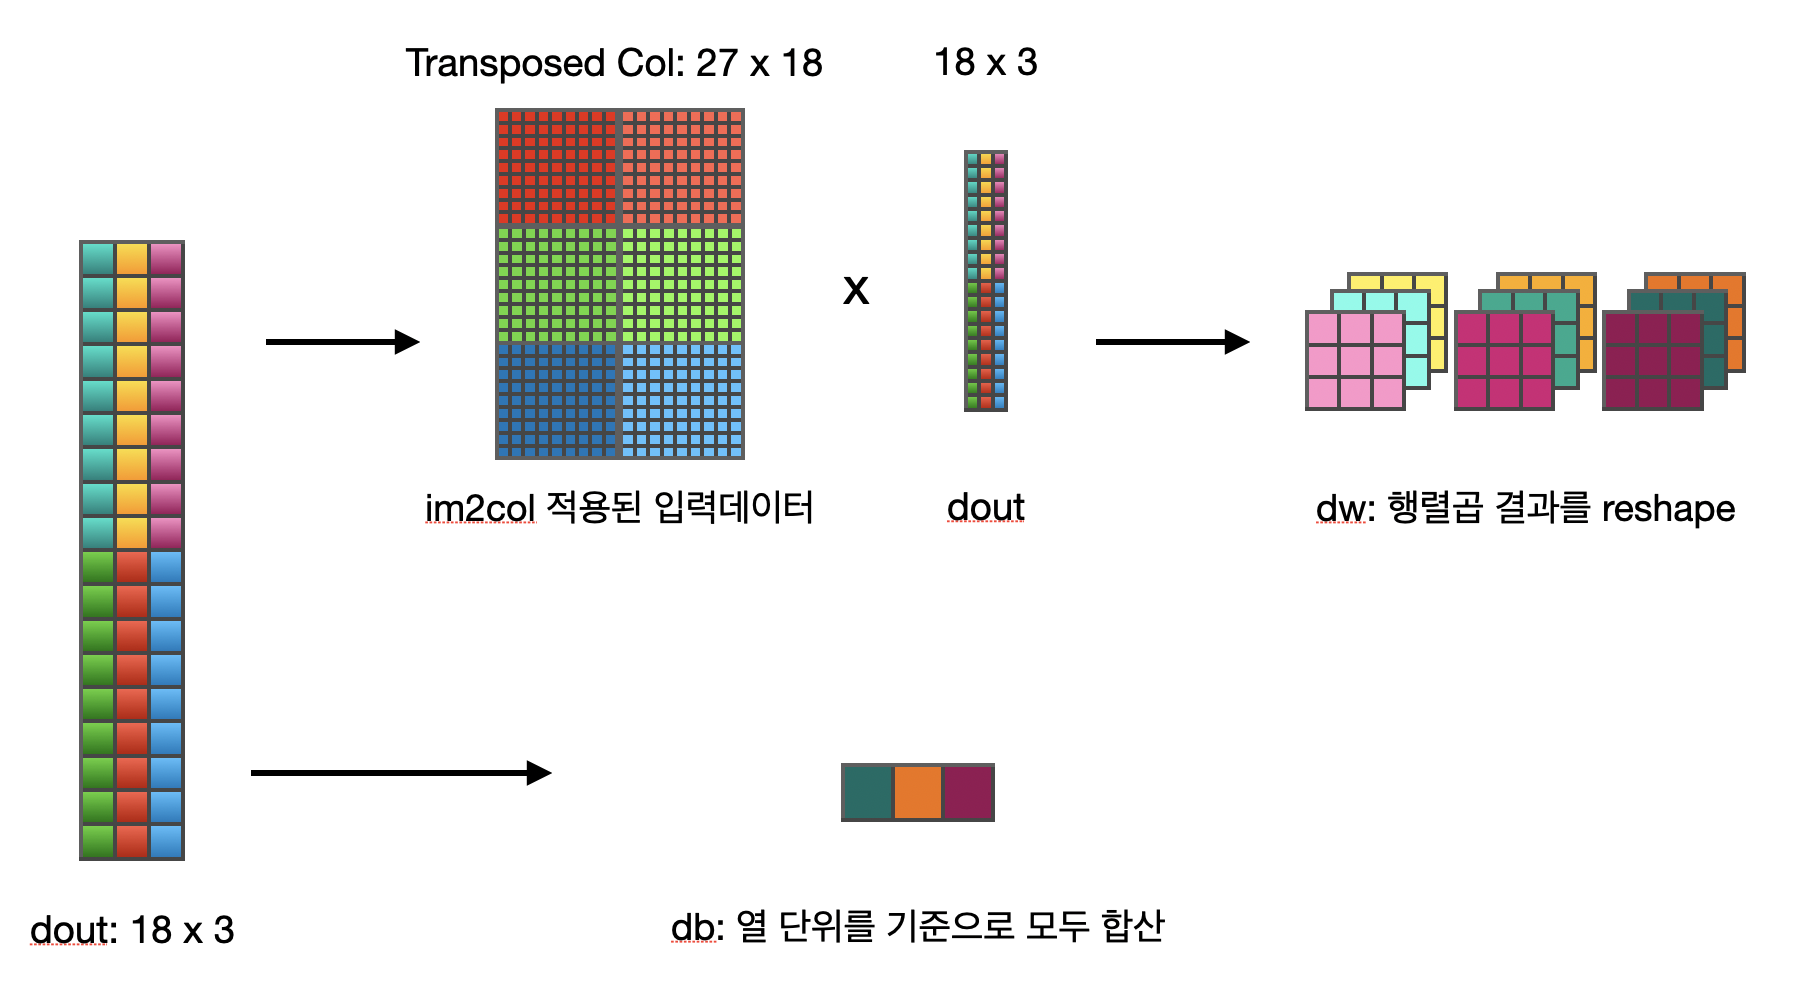 Transposed Col: 27 x 18
18 x 3
x
im2col 적용된 입력데이터
dout
dw: 행렬곱 결과를 reshape
dout: 18 x 3
db: 열 단위를 기준으로 모두 합산